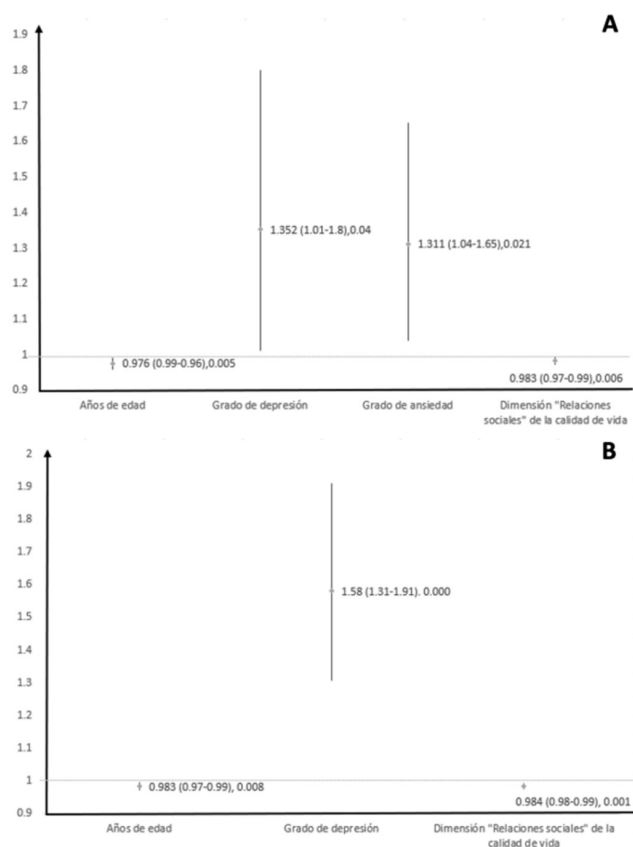 A
1.9
1.8
1.7
1.6
1.5
1.4
1.3
1.2
1.1
1
0.9
1.352 (1.01-1.8),0.04
1.311 (1.04-1.65),0.021
0.976 (0.99-0.96),0.005
0.983 (0.97-0.99),0.006
Años de edad
Grado de depresión
Grado de ansiedad
Dimensión "Relaciones
sociales" de la calidad de vida
B
2
1.9
1.8
1.7
1.6
1.5
1.4
1.3
1.2
1.1
1
0.9
1.58 (1.31-1.91). 0.000
0.983 (0.97-0.99), 0.008
0.984 (0.98-0.99), 0.001
Años de edad
Grado de depresión
Dimensión "Relaciones sociales" de la
calidad de vida